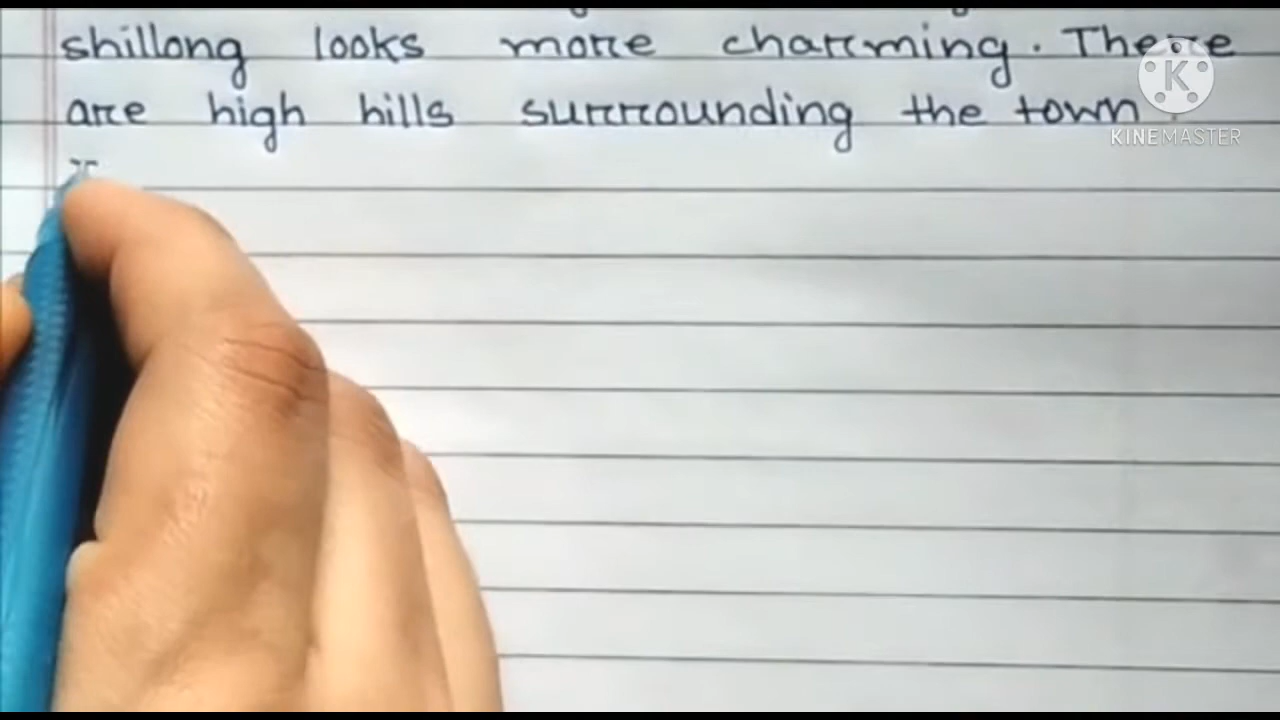 shillong looks more charming. There
are high hills surrounding the town
KINEMASTER